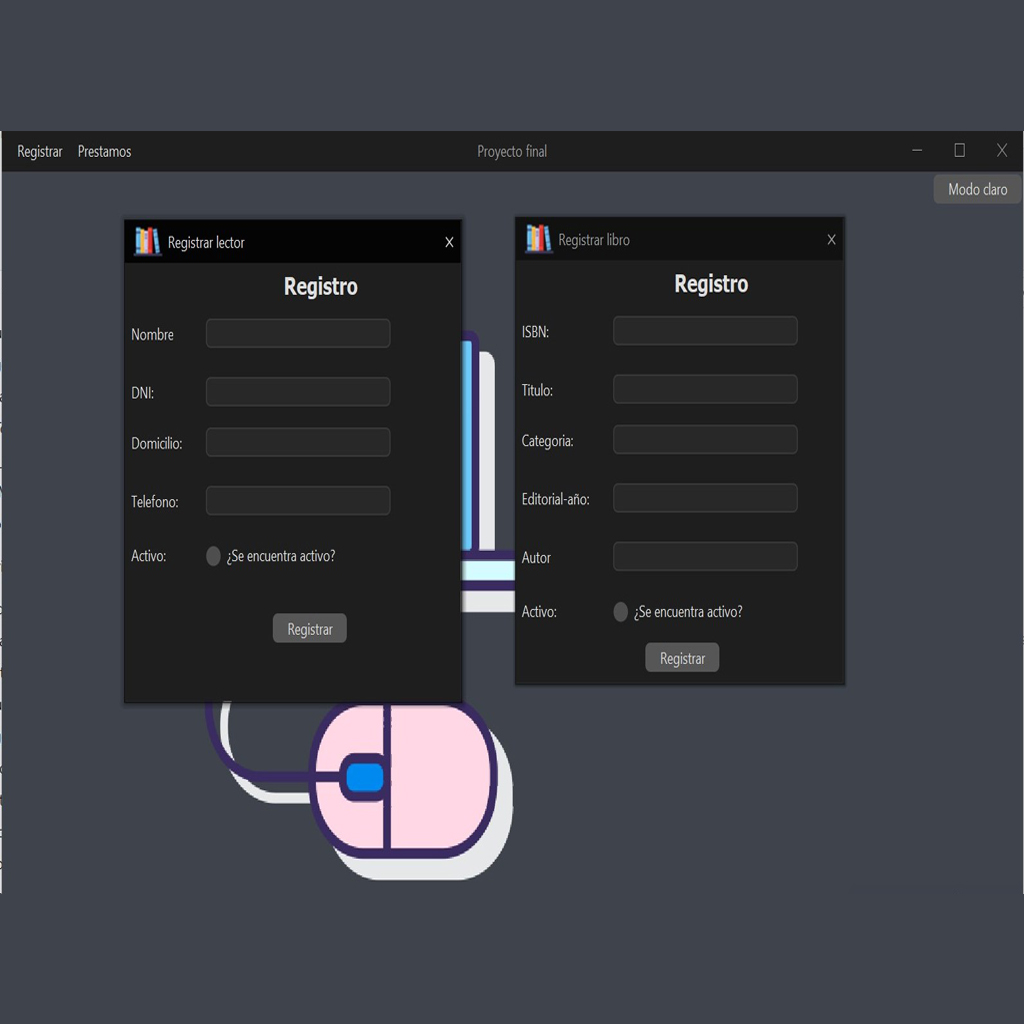 Registrar Prestamos Proyecto final
Modo claro
Registrar lector X
Registro
Nombre
DNI:
Domicilio:
Telefono:
Activo: ¿Se encuentra activo?
Registrar
Registrar libro X
Registro
ISBN:
Titulo:
Categoria:
Editorial-año:
Autor
Activo: ¿Se encuentra activo?
Registrar